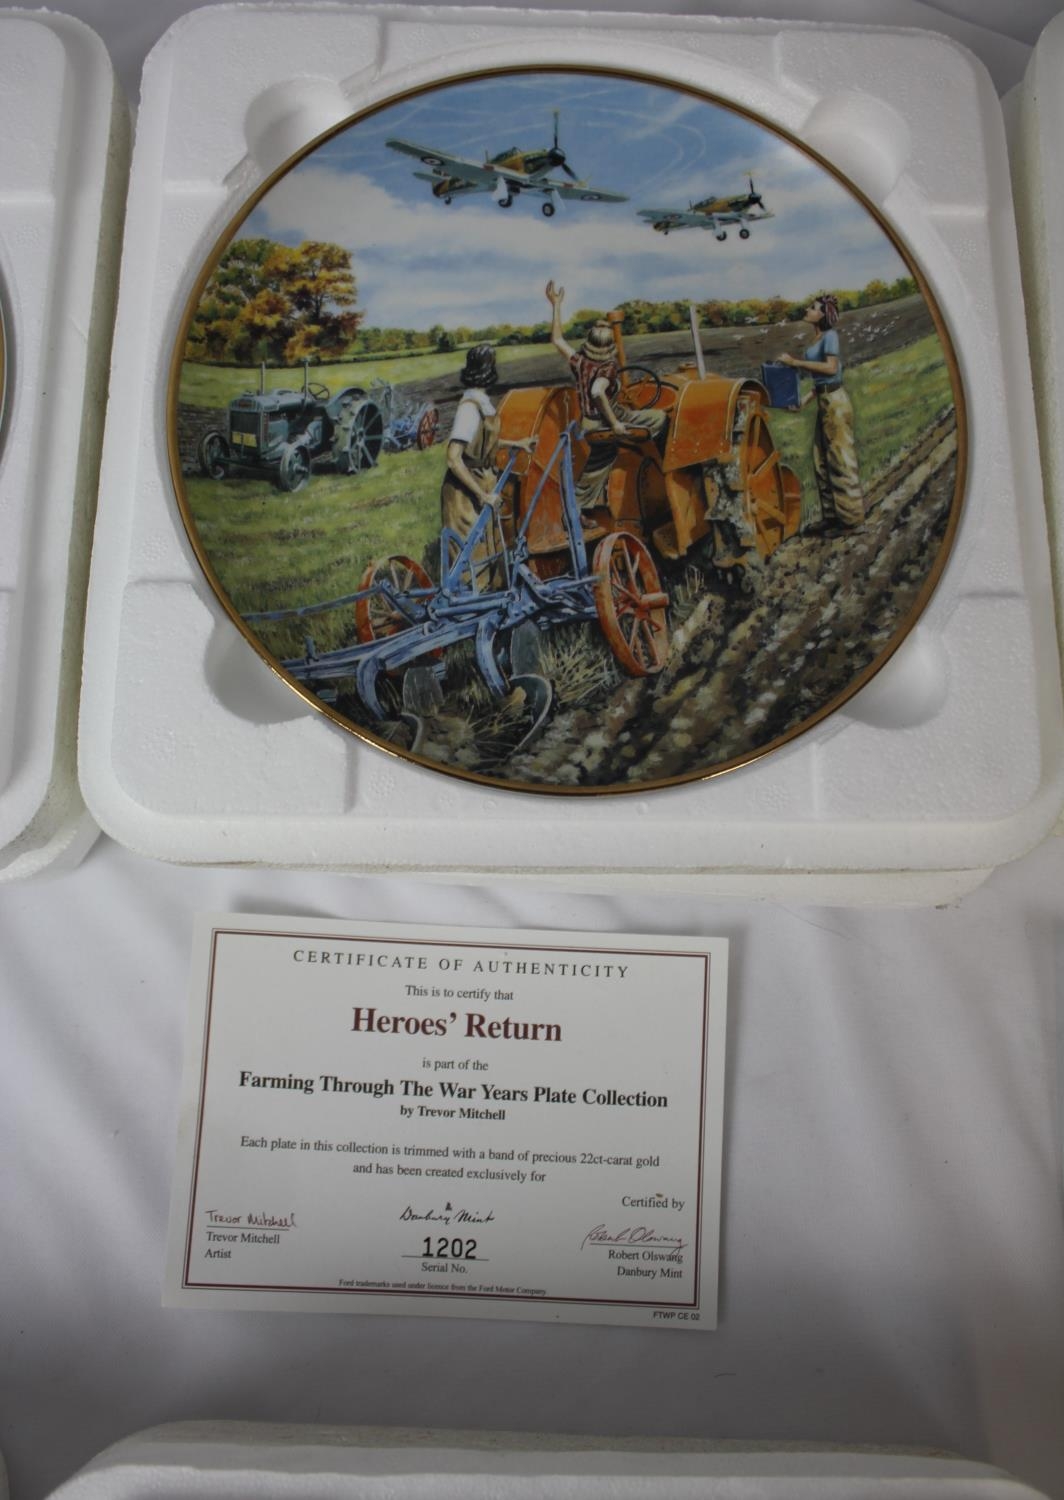 CERTIFICATE OF AUTHENTICITY
This is to certify that
Heroes' Return
is part of the
Farming Through The War Years Plate Collection
by Trevor Mitchell
Each plate in this collection is trimmed with a band of precious 22ct-carat gold
and has been created exclusively for
Certified by
Trevor Mitchell
Danbury Mint
Trevor Mitchell
Artist
1202
Serial No.
Robert Olswang
Danbury Mint
Ford trademarks used under licence from the Ford Motor Company.
FTWP CE 02